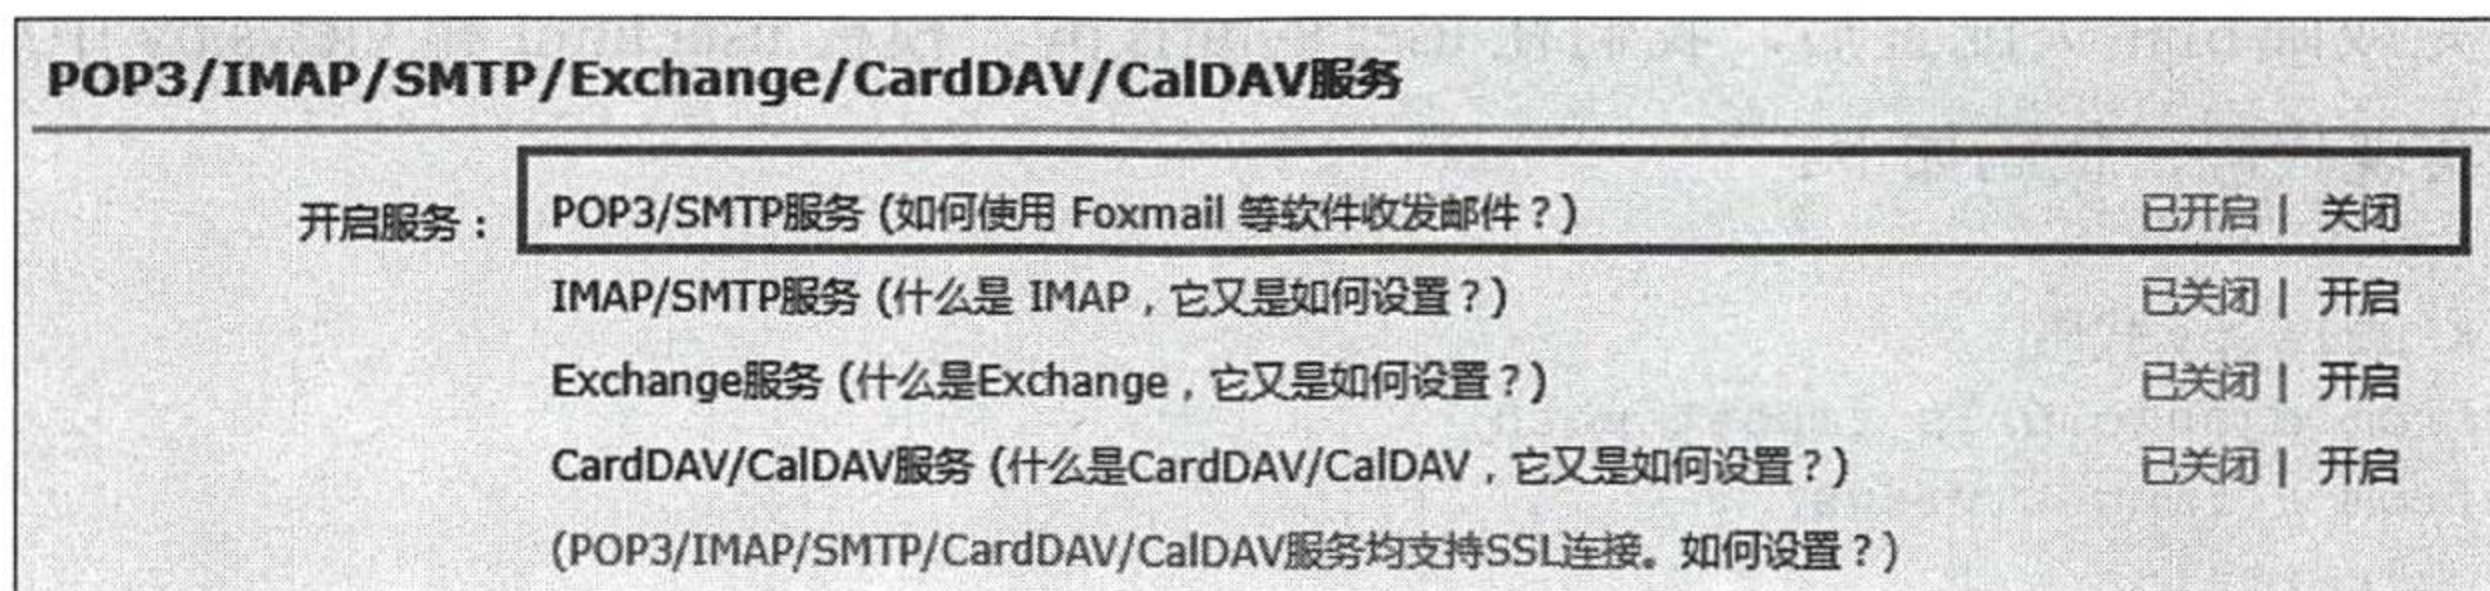 POP3/IMAP/SMTP/Exchange/CardDAV/CalDAV服务
开启服务： POP3/SMTP服务 (如何使用 Foxmail 等软件收发邮件？) 已开启 | 关闭
IMAP/SMTP服务 (什么是 IMAP，它又是如何设置？) 已关闭 | 开启
Exchange服务 (什么是Exchange，它又是如何设置？) 已关闭 | 开启
CardDAV/CalDAV服务 (什么是CardDAV/CalDAV，它又是如何设置？) 已关闭 | 开启
(POP3/IMAP/SMTP/CardDAV/CalDAV服务均支持SSL连接。如何设置？)